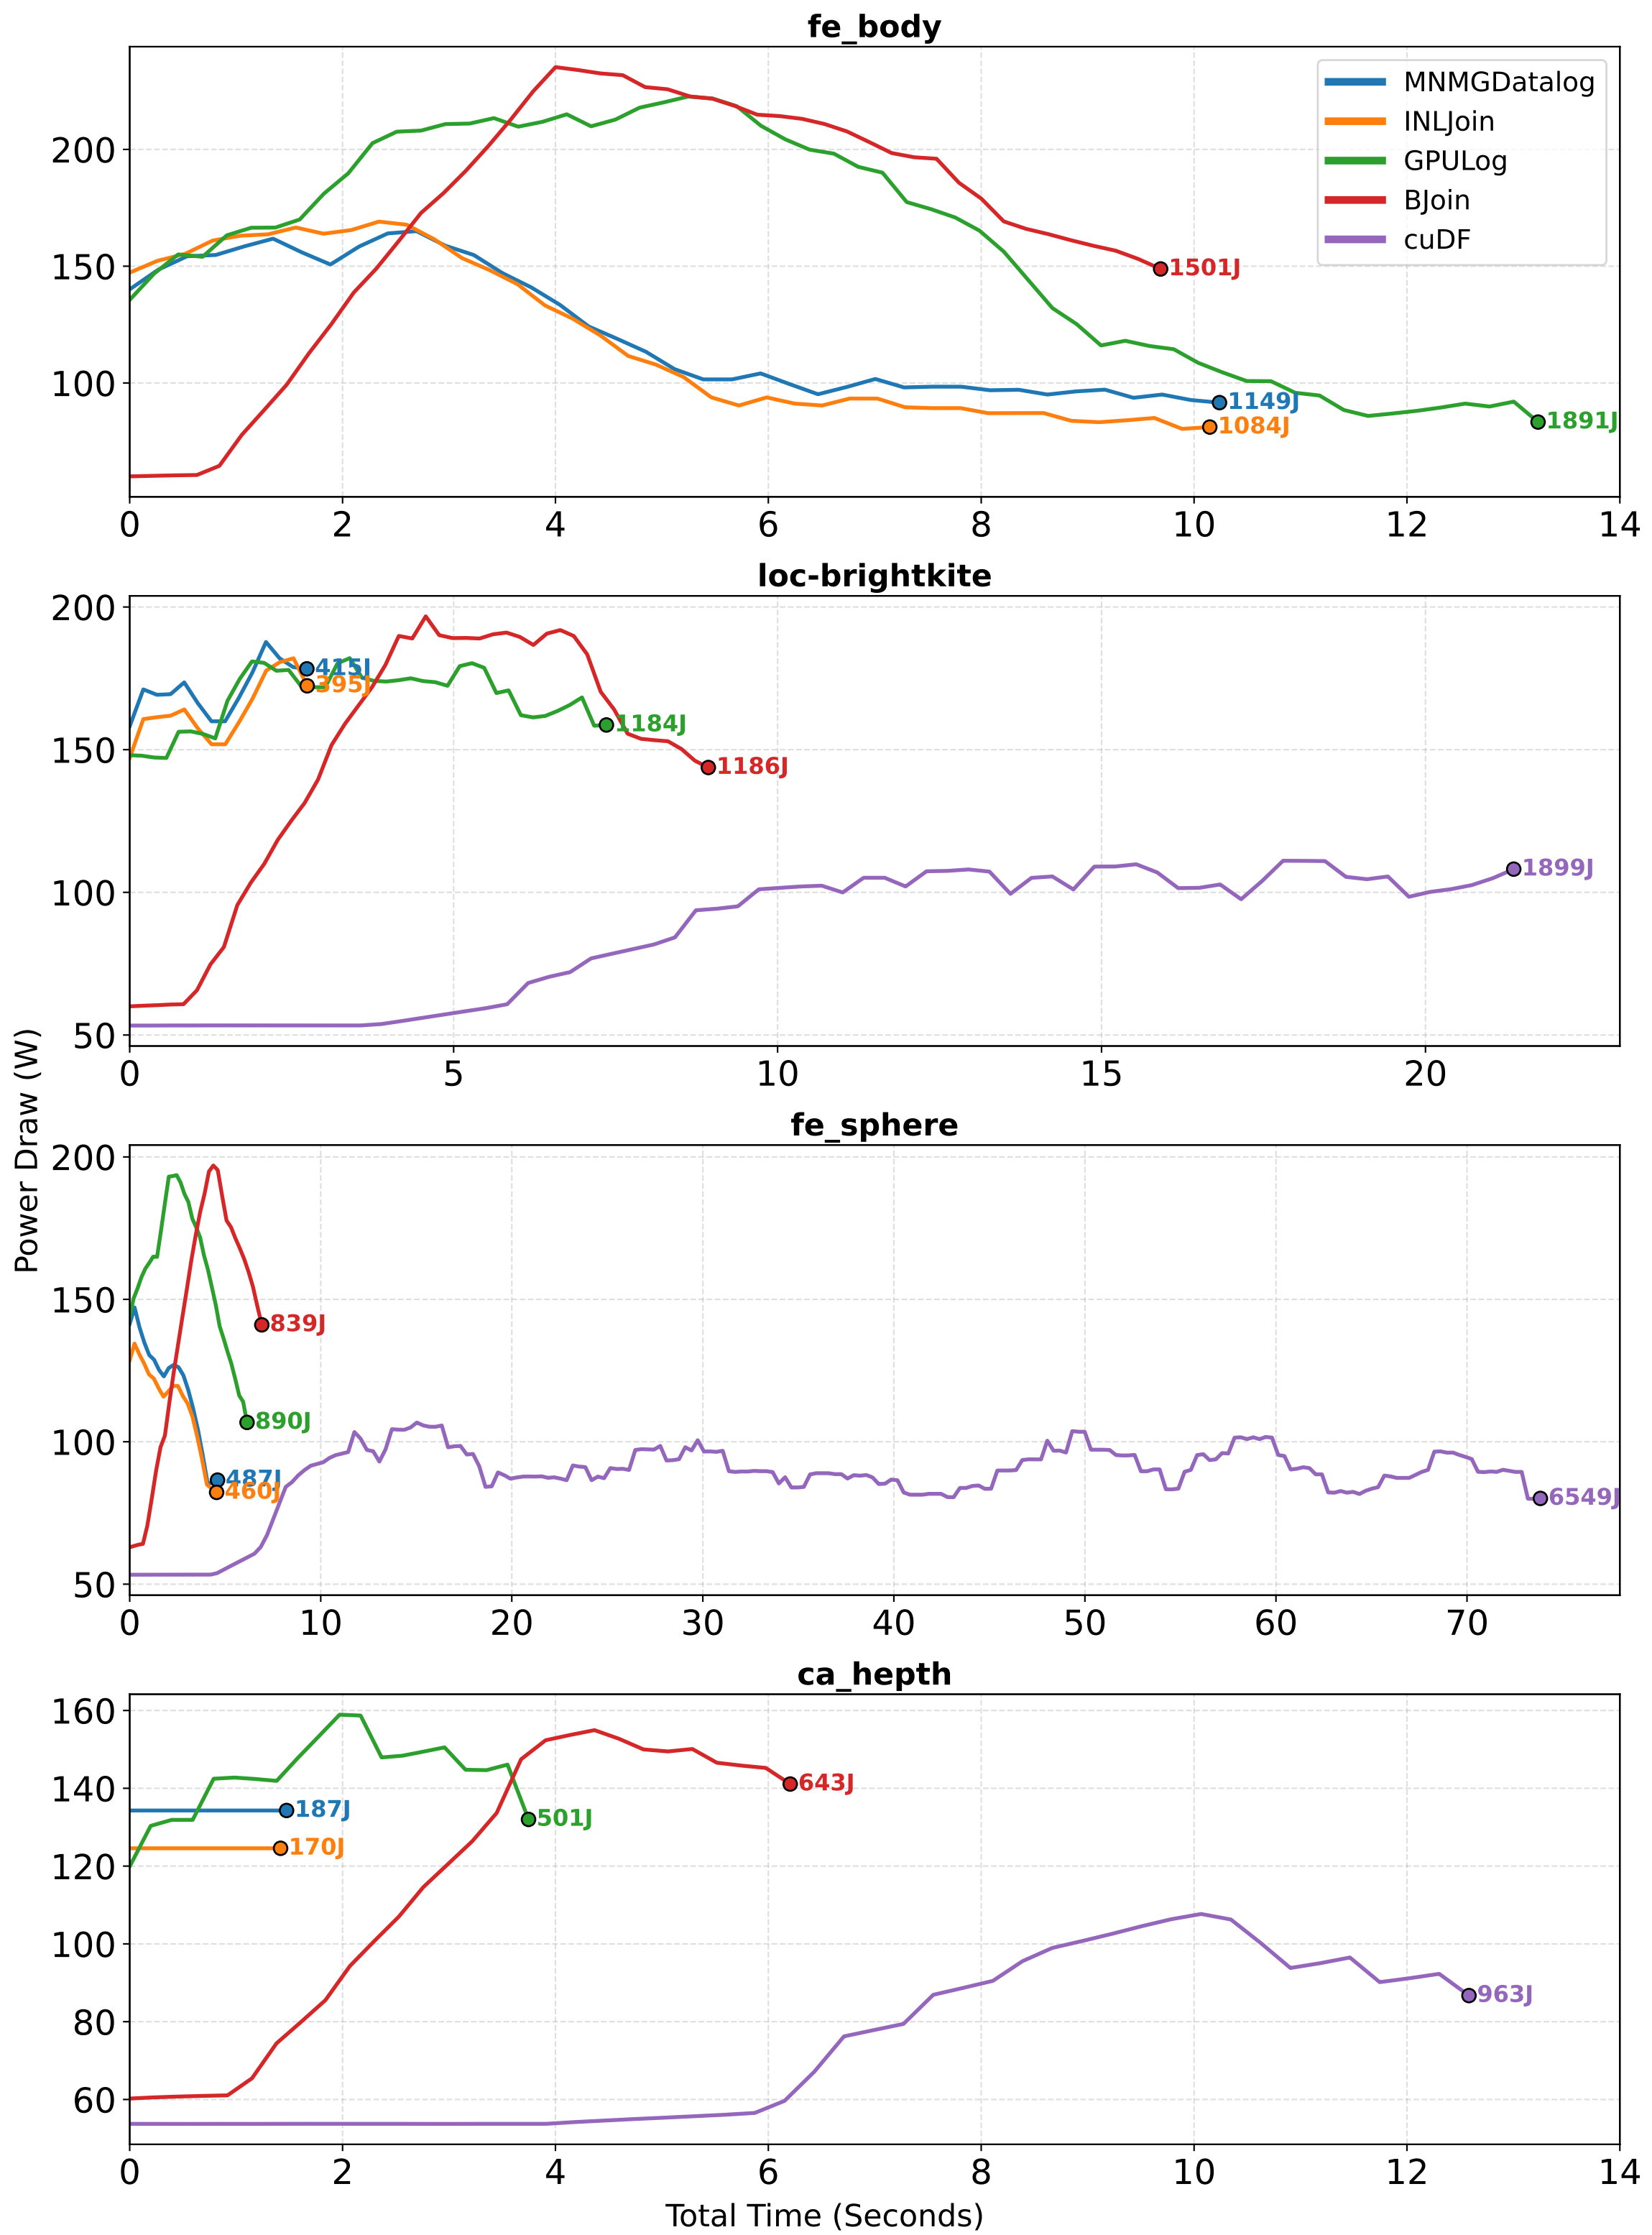 fe_body
200
150
100
MNMGDatalog
INLJoin
GPULog
BJoin
cuDF
1501J
1149J
1084J
1891J
0 2 4 6 8 10 12 14
loc-brightkite
200
150
100
50
415J
395J
1184J
1186J
1899J
0 5 10 15 20
Power Draw (W)
fe_sphere
200
150
100
50
839J
890J
487J
460J
6549J
0 10 20 30 40 50 60 70
ca_hepth
160
140
120
100
80
60
187J
170J
501J
643J
963J
0 2 4 6 8 10 12 14
Total Time (Seconds)